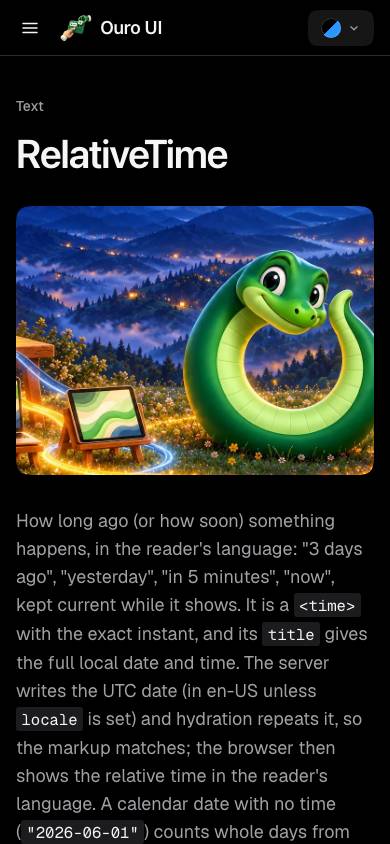 Ouro UI
Text
RelativeTime
How long ago (or how soon) something
happens, in the reader's language: "3 days
ago", "yesterday", "in 5 minutes", "now",
kept current while it shows. It is a <time>
with the exact instant, and its title gives
the full local date and time. The server
writes the UTC date (in en-US unless
locale is set) and hydration repeats it, so
the markup matches; the browser then
shows the relative time in the reader's
language. A calendar date with no time
("2026-06-01") counts whole days from